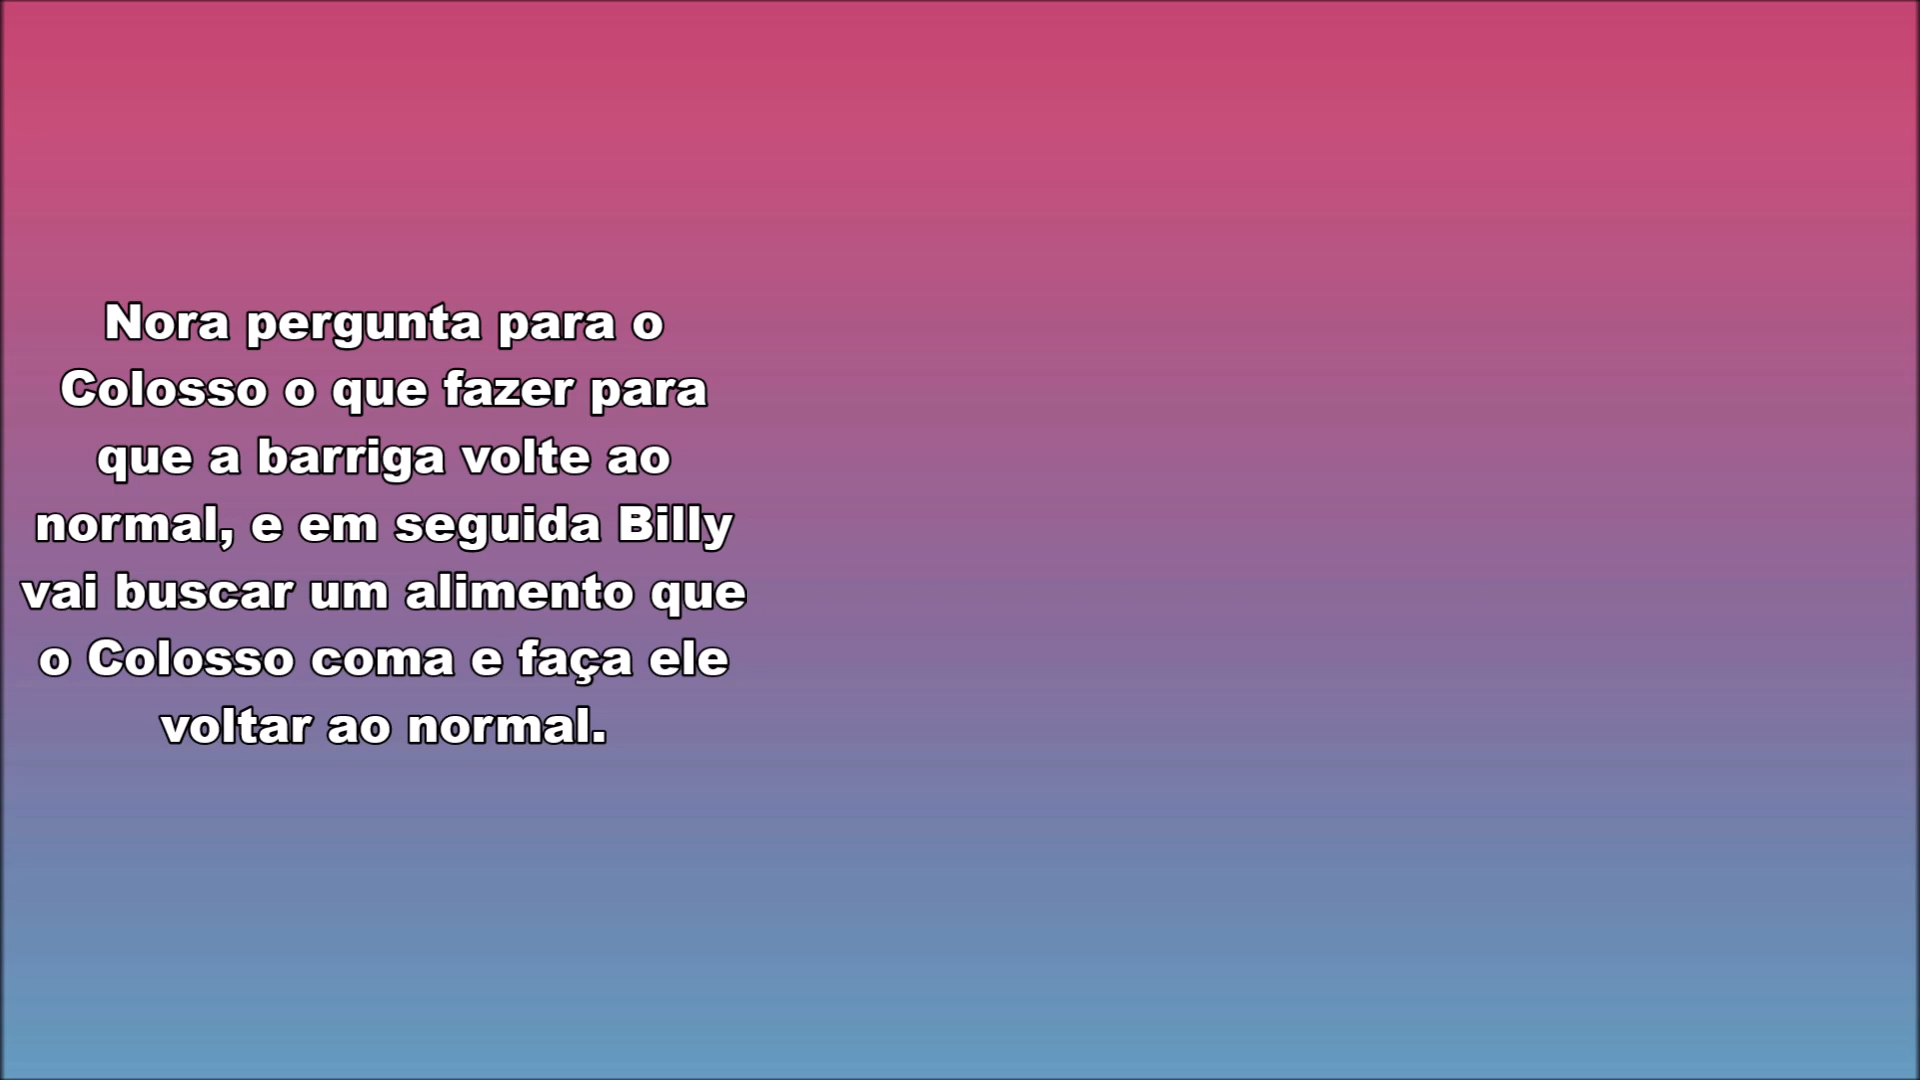 Nora pergunta para o
Colosso o que fazer para
que a barriga volte ao
normal, e em seguida Billy
vai buscar um alimento que
o Colosso coma e faça ele
voltar ao normal.